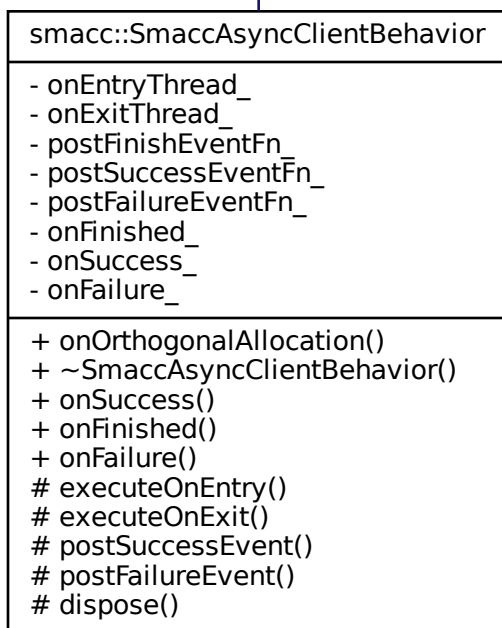 smacc::SmaccAsyncClientBehavior
- onEntryThread_
- onExitThread_
- postFinishEventFn_
- postSuccessEventFn_
- postFailureEventFn_
- onFinished_
- onSuccess_
- onFailure_
+ onOrthogonalAllocation()
+ ~SmaccAsyncClientBehavior()
+ onSuccess()
+ onFinished()
+ onFailure()
# executeOnEntry()
# executeOnExit()
# postSuccessEvent()
# postFailureEvent()
# dispose()